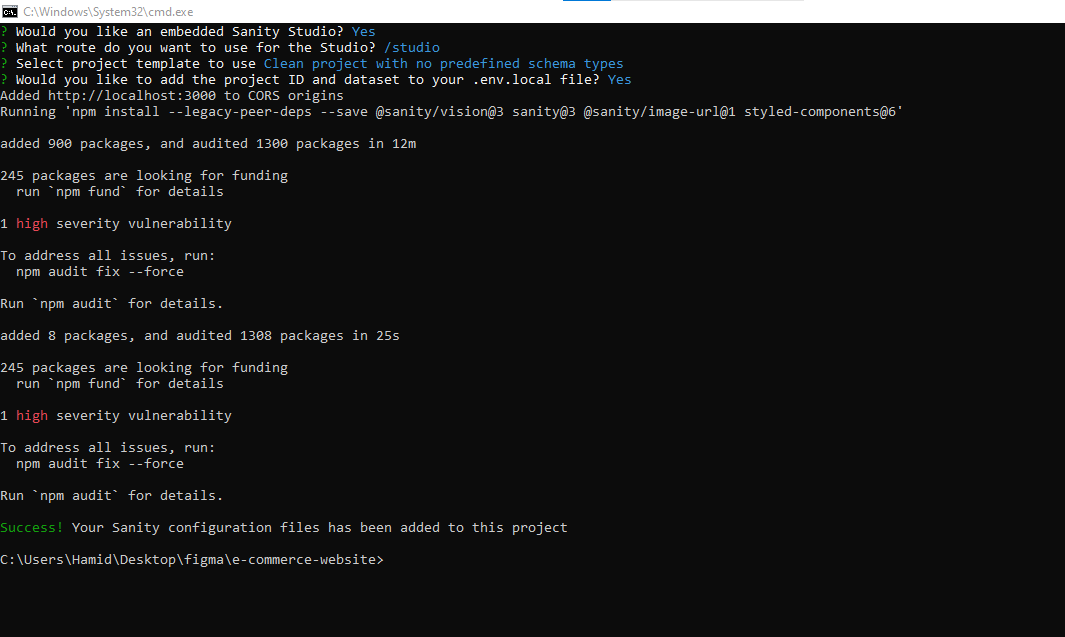 C:\Windows\System32\cmd.exe
? Would you like an embedded Sanity Studio? Yes
? What route do you want to use for the Studio? /studio
? Select project template to use Clean project with no predefined schema types
? Would you like to add the project ID and dataset to your .env.local file? Yes
Added http://localhost:3000 to CORS origins
Running 'npm install --legacy-peer-deps --save @sanity/vision@3 sanity@3 @sanity/image-url@1 styled-components@6'
added 900 packages, and audited 1300 packages in 12m
245 packages are looking for funding
  run `npm fund` for details
1 high severity vulnerability
To address all issues, run:
  npm audit fix --force
Run `npm audit` for details.
added 8 packages, and audited 1308 packages in 25s
245 packages are looking for funding
  run `npm fund` for details
1 high severity vulnerability
To address all issues, run:
  npm audit fix --force
Run `npm audit` for details.
Success! Your Sanity configuration files has been added to this project
C:\Users\Hamid\Desktop\figma\e-commerce-website>